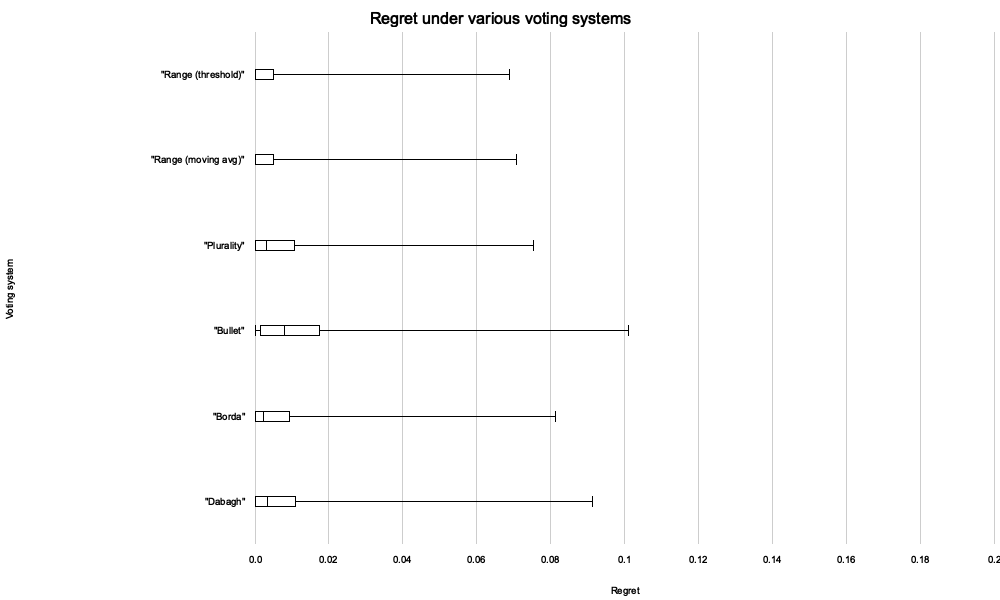 Regret under various voting systems
"Range (threshold)"
"Range (moving avg)"
"Plurality"
"Bullet"
"Borda"
"Dabagh"
Voting system
0.0 0.02 0.04 0.06 0.08 0.1 0.12 0.14 0.16 0.18 0.2
Regret